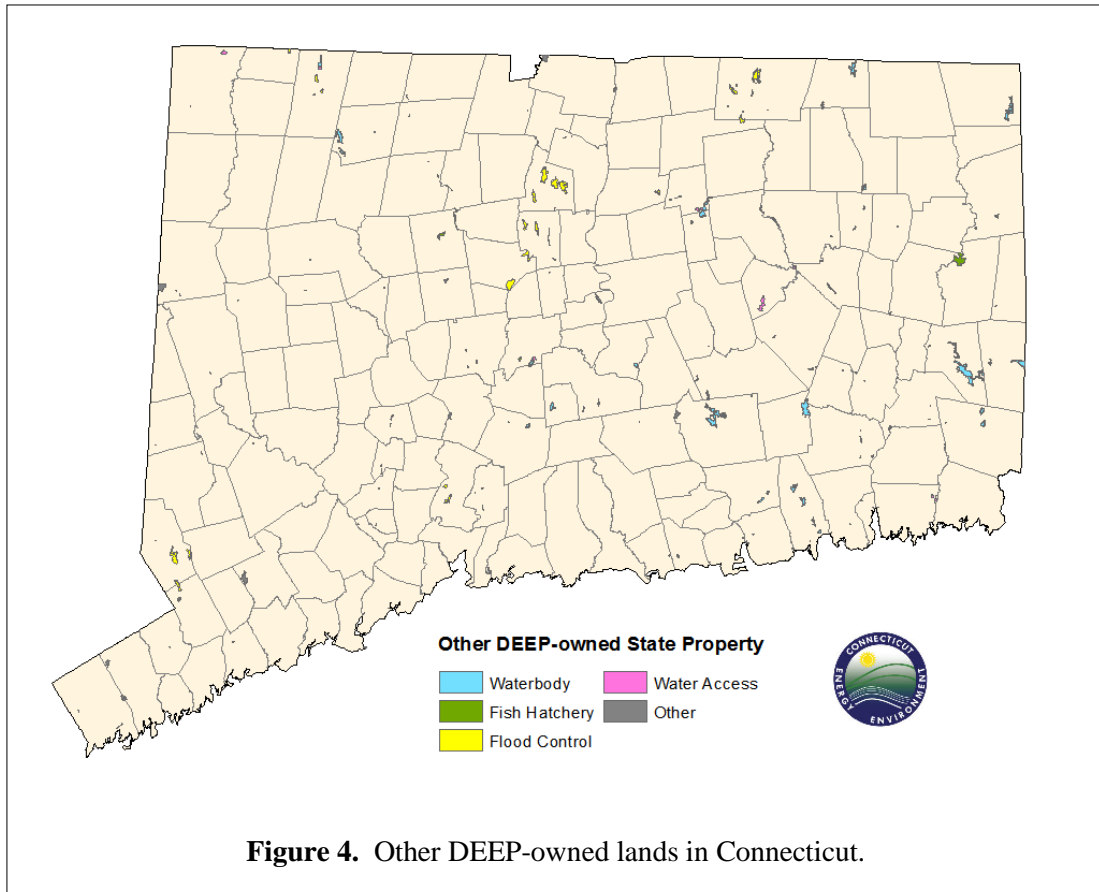 Other DEEP-owned State Property
Waterbody
Water Access
Fish Hatchery
Other
Flood Control
CONNECTICUT
ENERGY
ENVIRONMENT
Figure 4. Other DEEP-owned lands in Connecticut.